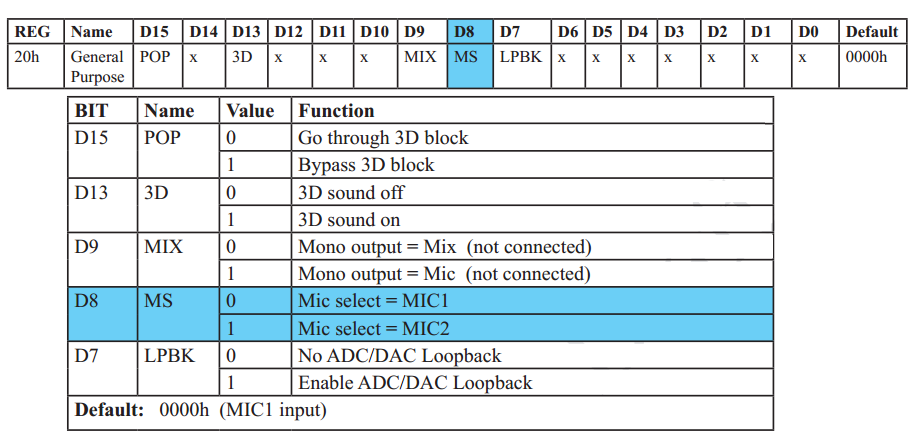 REG Name D15 D14 D13 D12 D11 D10 D9 D8 D7 D6 D5 D4 D3 D2 D1 D0 Default
20h General POP x 3D x x x MIX MS LPBK x x x x x x x 0000h
Purpose
BIT Name Value Function
D15 POP 0 Go through 3D block
1 Bypass 3D block
D13 3D 0 3D sound off
1 3D sound on
D9 MIX 0 Mono output = Mix (not connected)
1 Mono output = Mic (not connected)
D8 MS 0 Mic select = MIC1
1 Mic select = MIC2
D7 LPBK 0 No ADC/DAC Loopback
1 Enable ADC/DAC Loopback
Default: 0000h (MIC1 input)